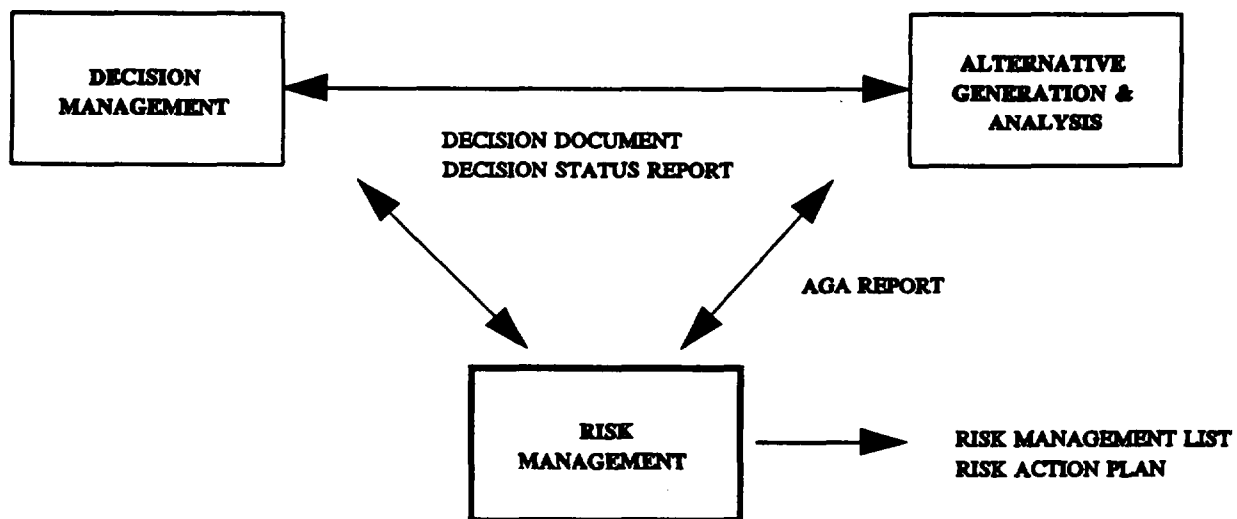 DECISION
MANAGEMENT
ALTERNATIVE
GENERATION &
ANALYSIS
DECISION DOCUMENT
DECISION STATUS REPORT
AGA REPORT
RISK
MANAGEMENT
RISK MANAGEMENT LIST
RISK ACTION PLAN